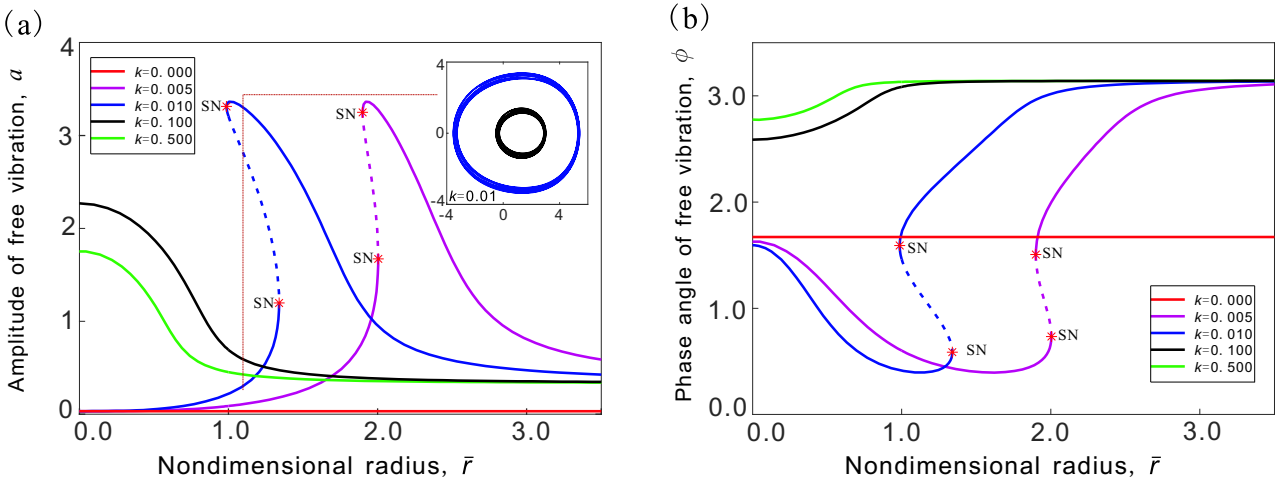 (a)
Amplitude of free vibration, a
4
3
2
1
0
k=0. 000
k=0. 005
k=0. 010
k=0. 100
k=0. 500
SN
SN
SN
SN
4
0
-4
k=0.01
-4
0
4
0.0
1.0
2.0
3.0
Nondimensional radius, r̄
(b)
Phase angle of free vibration, ϕ
3.0
2.0
1.0
0.0
SN
SN
SN
SN
k=0. 000
k=0. 005
k=0. 010
k=0. 100
k=0. 500
0.0
1.0
2.0
3.0
Nondimensional radius, r̄